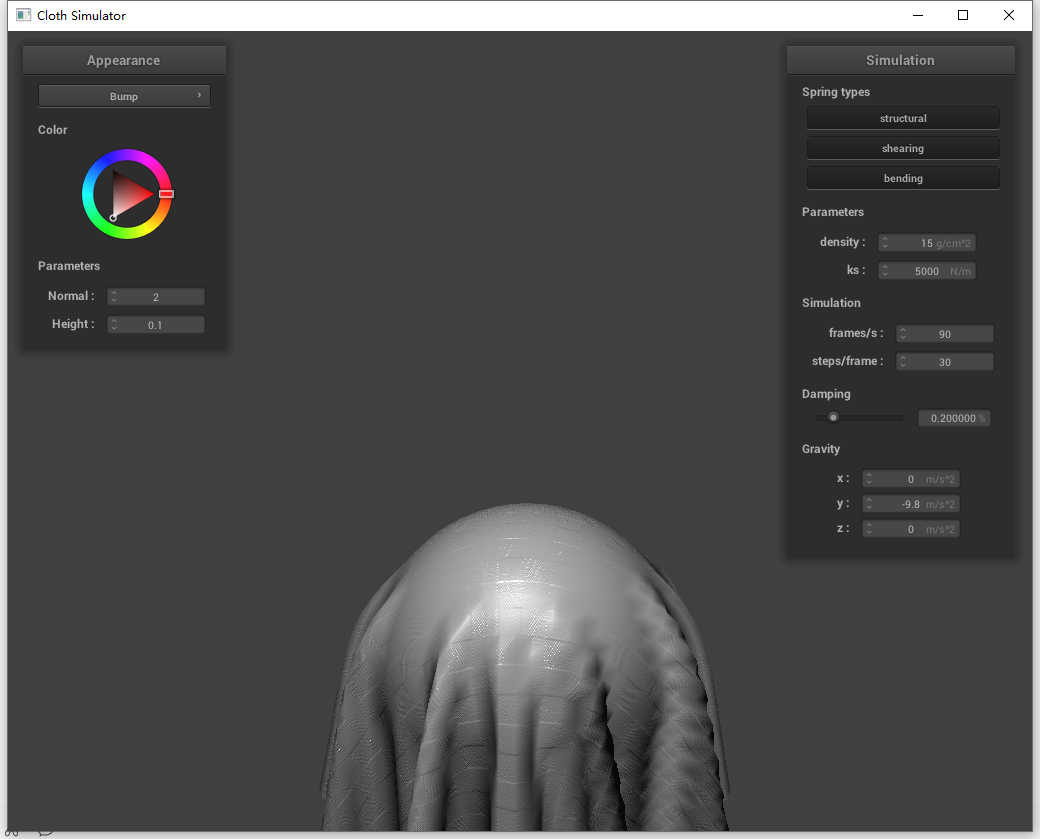 Cloth Simulator
Appearance
Bump
Color
Parameters
Normal : 2
Height : 0.1
Simulation
Spring types
structural
shearing
bending
Parameters
density : 15 g/cm^2
ks : 5000 N/m
Simulation
frames/s : 90
steps/frame : 30
Damping
0.200000 %
Gravity
x : 0 m/s^2
y : -9.8 m/s^2
z : 0 m/s^2